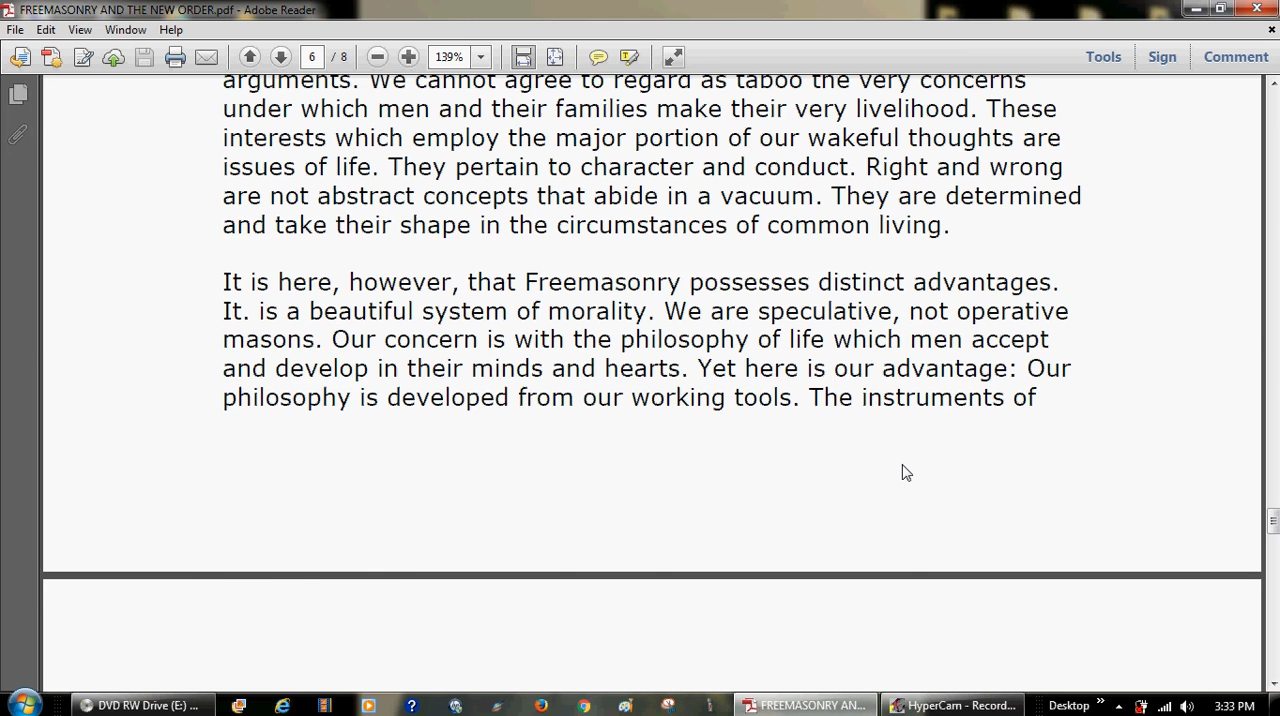 FREEMASONRY AND THE NEW ORDER.pdf - Adobe Reader
File Edit View Window Help
6 / 8 139% Tools Sign Comment
arguments. We cannot agree to regard as taboo the very concerns
under which men and their families make their very livelihood. These
interests which employ the major portion of our wakeful thoughts are
issues of life. They pertain to character and conduct. Right and wrong
are not abstract concepts that abide in a vacuum. They are determined
and take their shape in the circumstances of common living.
It is here, however, that Freemasonry possesses distinct advantages.
It. is a beautiful system of morality. We are speculative, not operative
masons. Our concern is with the philosophy of life which men accept
and develop in their minds and hearts. Yet here is our advantage: Our
philosophy is developed from our working tools. The instruments of
DVD RW Drive (E:) ... FREEMASONRY AN... HyperCam - Record... Desktop 3:33 PM